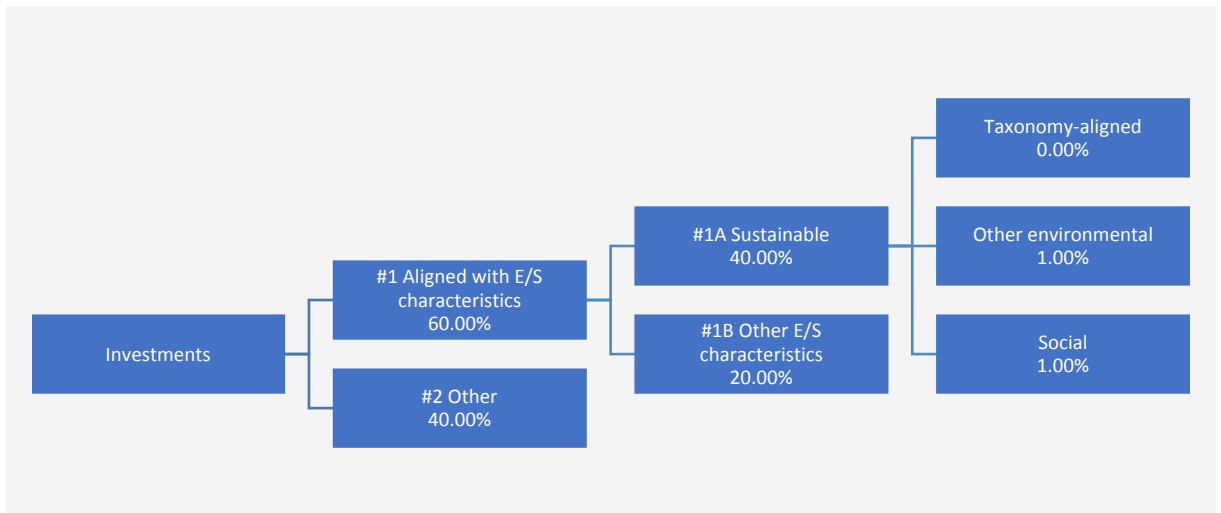 Investments
#1 Aligned with E/S
characteristics
60.00%
#2 Other
40.00%
#1A Sustainable
40.00%
#1B Other E/S
characteristics
20.00%
Taxonomy-aligned
0.00%
Other environmental
1.00%
Social
1.00%